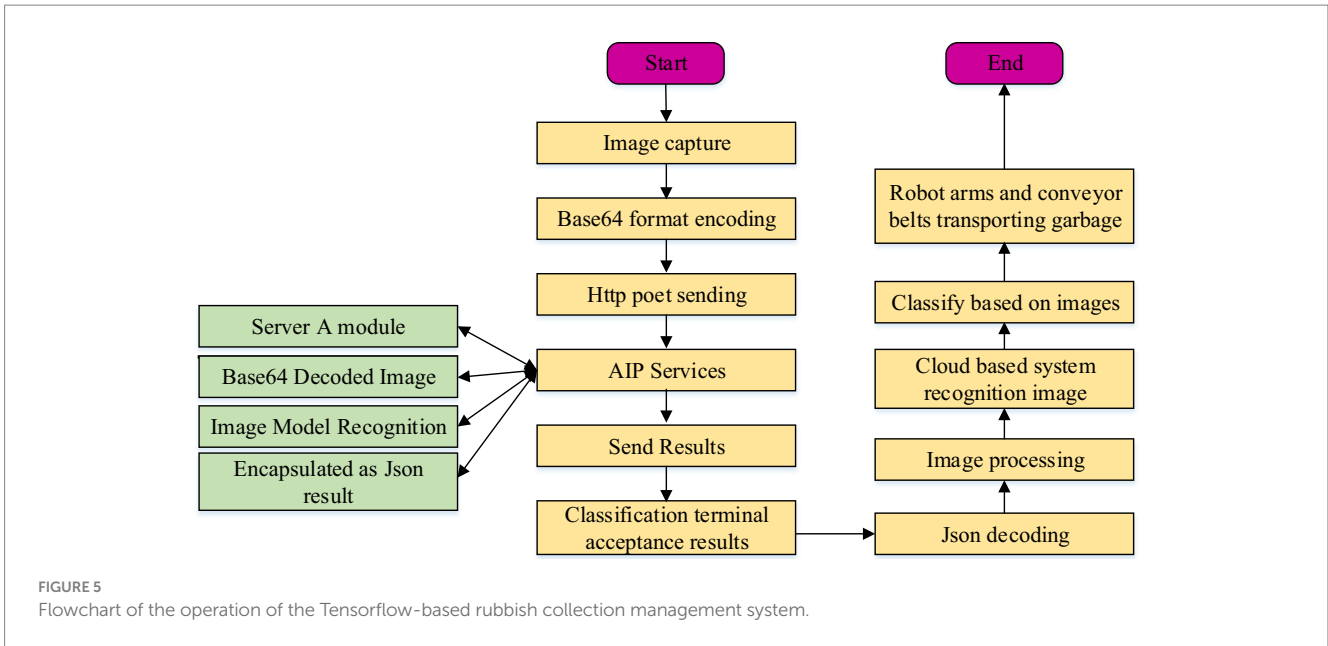 Start
Image capture
Base64 format encoding
Http poet sending
AIP Services
Send Results
Classification terminal
acceptance results
Server A module
Base64 Decoded Image
Image Model Recognition
Encapsulated as Json
result
End
Robot arms and conveyor
belts transporting garbage
Classify based on images
Cloud based system
recognition image
Image processing
Json decoding
FIGURE 5
Flowchart of the operation of the Tensorflow-based rubbish collection management system.